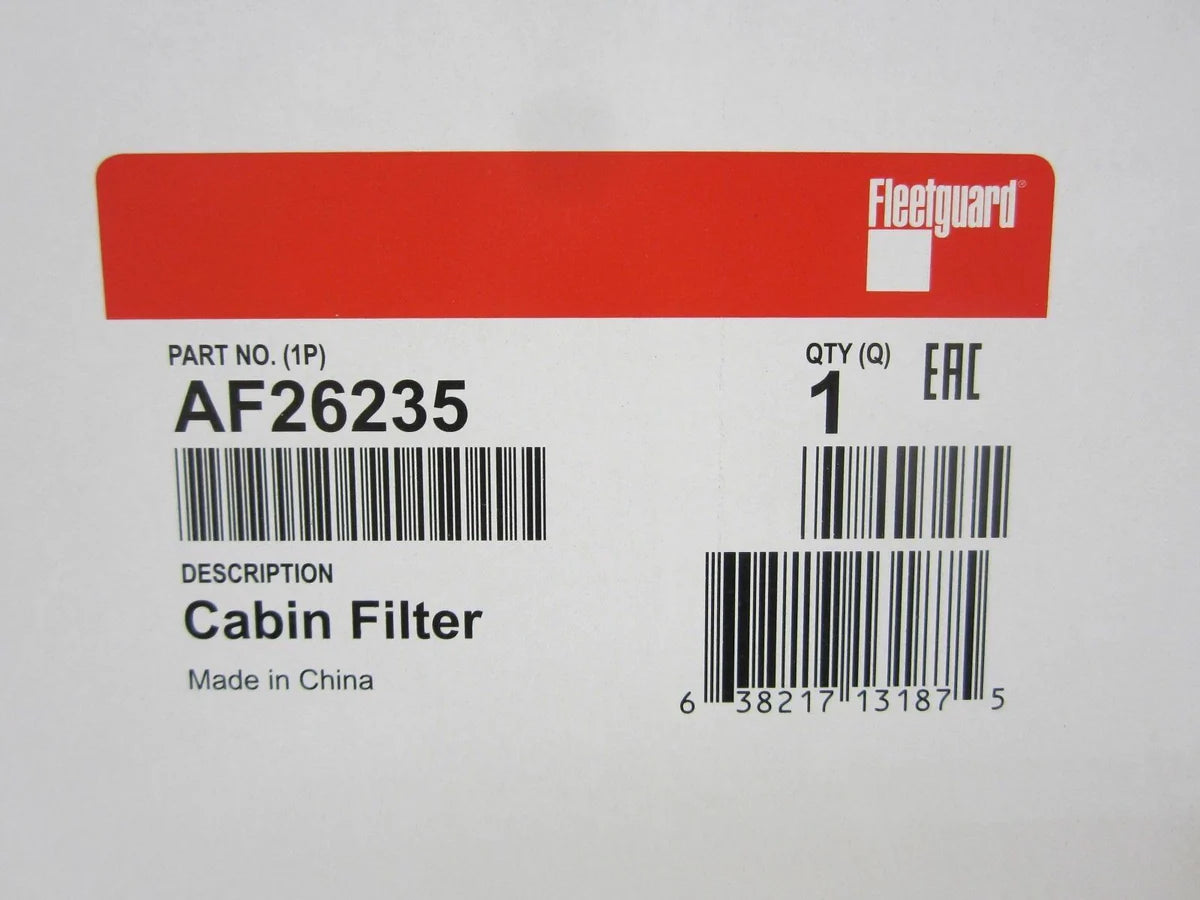 Fleetguard®
PART NO. (1P)
AF26235
QTY (Q)
1
EAC
DESCRIPTION
Cabin Filter
Made in China
6 38217 13187 5